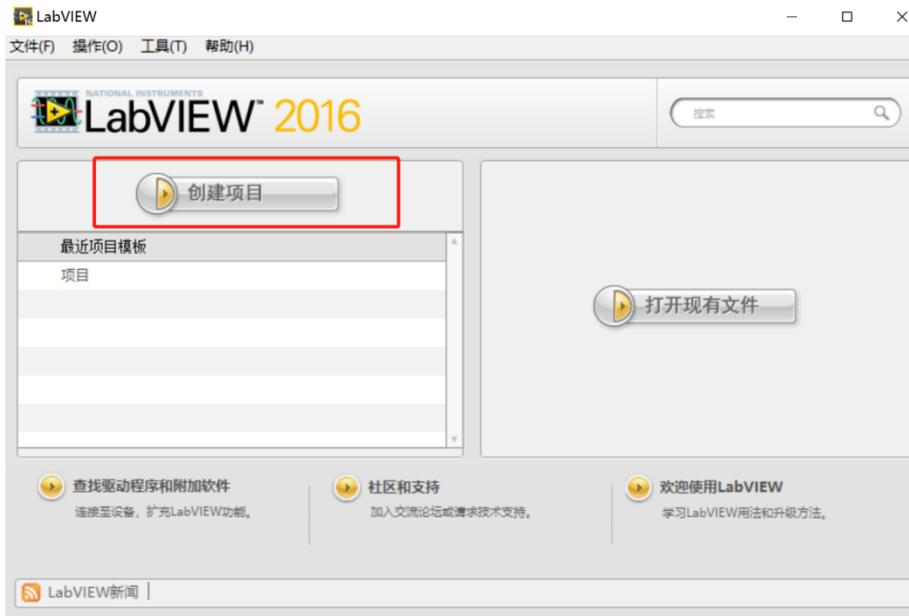 LabVIEW
文件(F) 操作(O) 工具(T) 帮助(H)
NATIONAL INSTRUMENTS
LabVIEW™ 2016
搜索
创建项目
最近项目模板
项目
打开现有文件
查找驱动程序和附加软件
连接至设备，扩充LabVIEW功能。
社区和支持
加入交流论坛或请求技术支持。
欢迎使用LabVIEW
学习LabVIEW用法和升级方法。
LabVIEW新闻